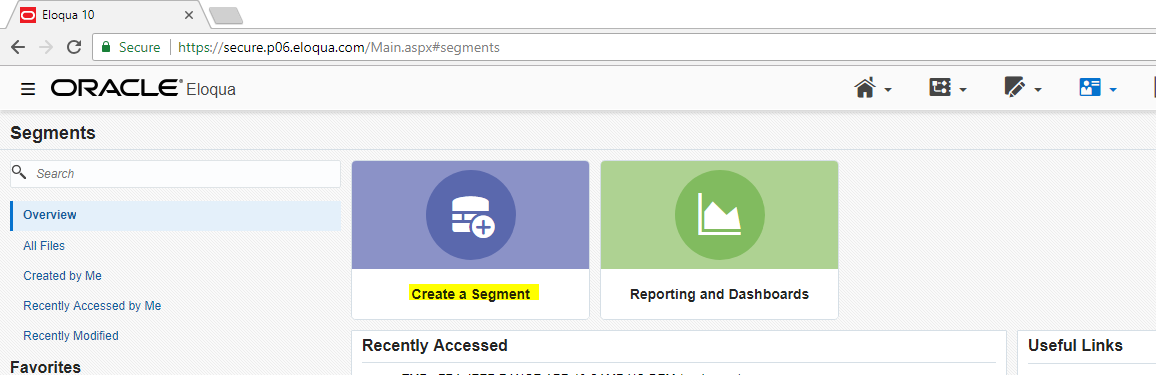 Eloqua 10
Secure https://secure.p06.eloqua.com/Main.aspx#segments
ORACLE® Eloqua
Segments
Search
Overview
All Files
Created by Me
Recently Accessed by Me
Recently Modified
Favorites
Create a Segment
Reporting and Dashboards
Recently Accessed
Useful Links